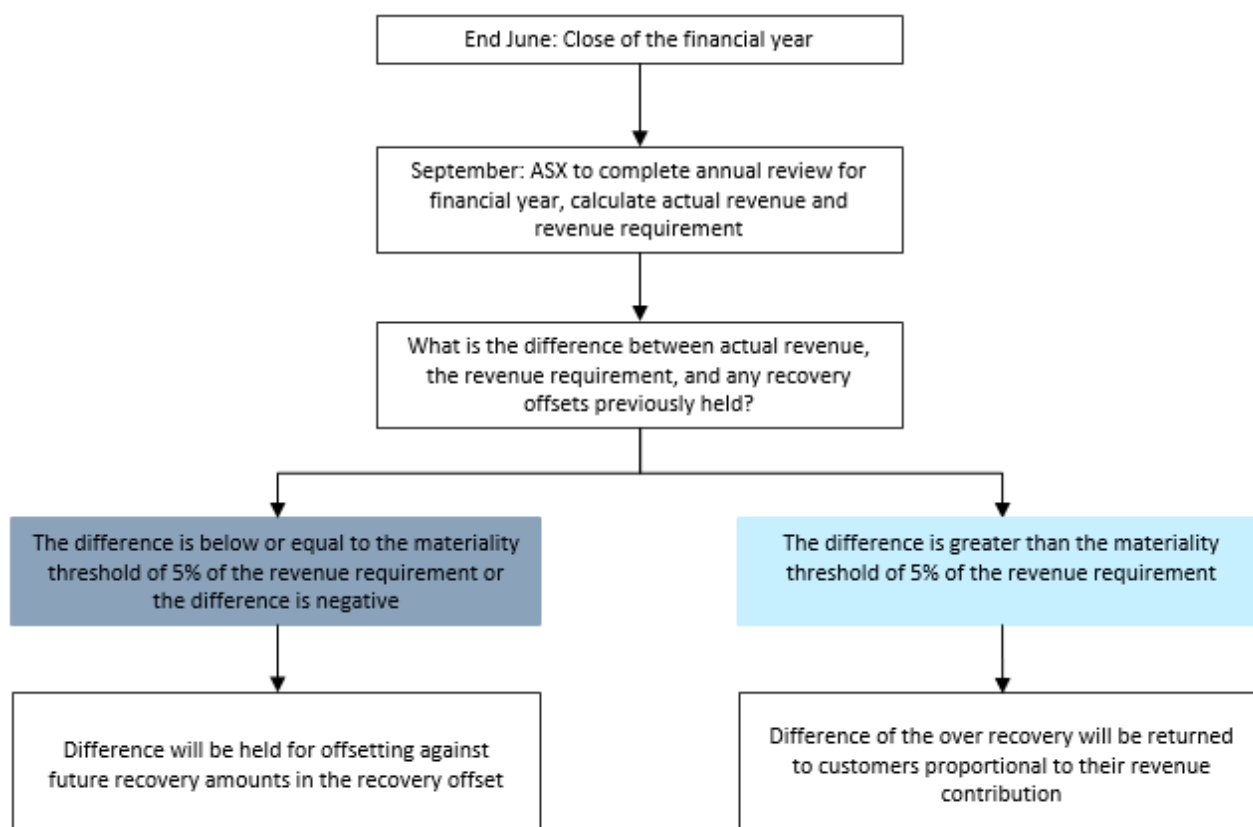 End June: Close of the financial year
September: ASX to complete annual review for
financial year, calculate actual revenue and
revenue requirement
What is the difference between actual revenue,
the revenue requirement, and any recovery
offsets previously held?
The difference is below or equal to the materiality
threshold of 5% of the revenue requirement or
the difference is negative
The difference is greater than the materiality
threshold of 5% of the revenue requirement
Difference will be held for offsetting against
future recovery amounts in the recovery offset
Difference of the over recovery will be returned
to customers proportional to their revenue
contribution